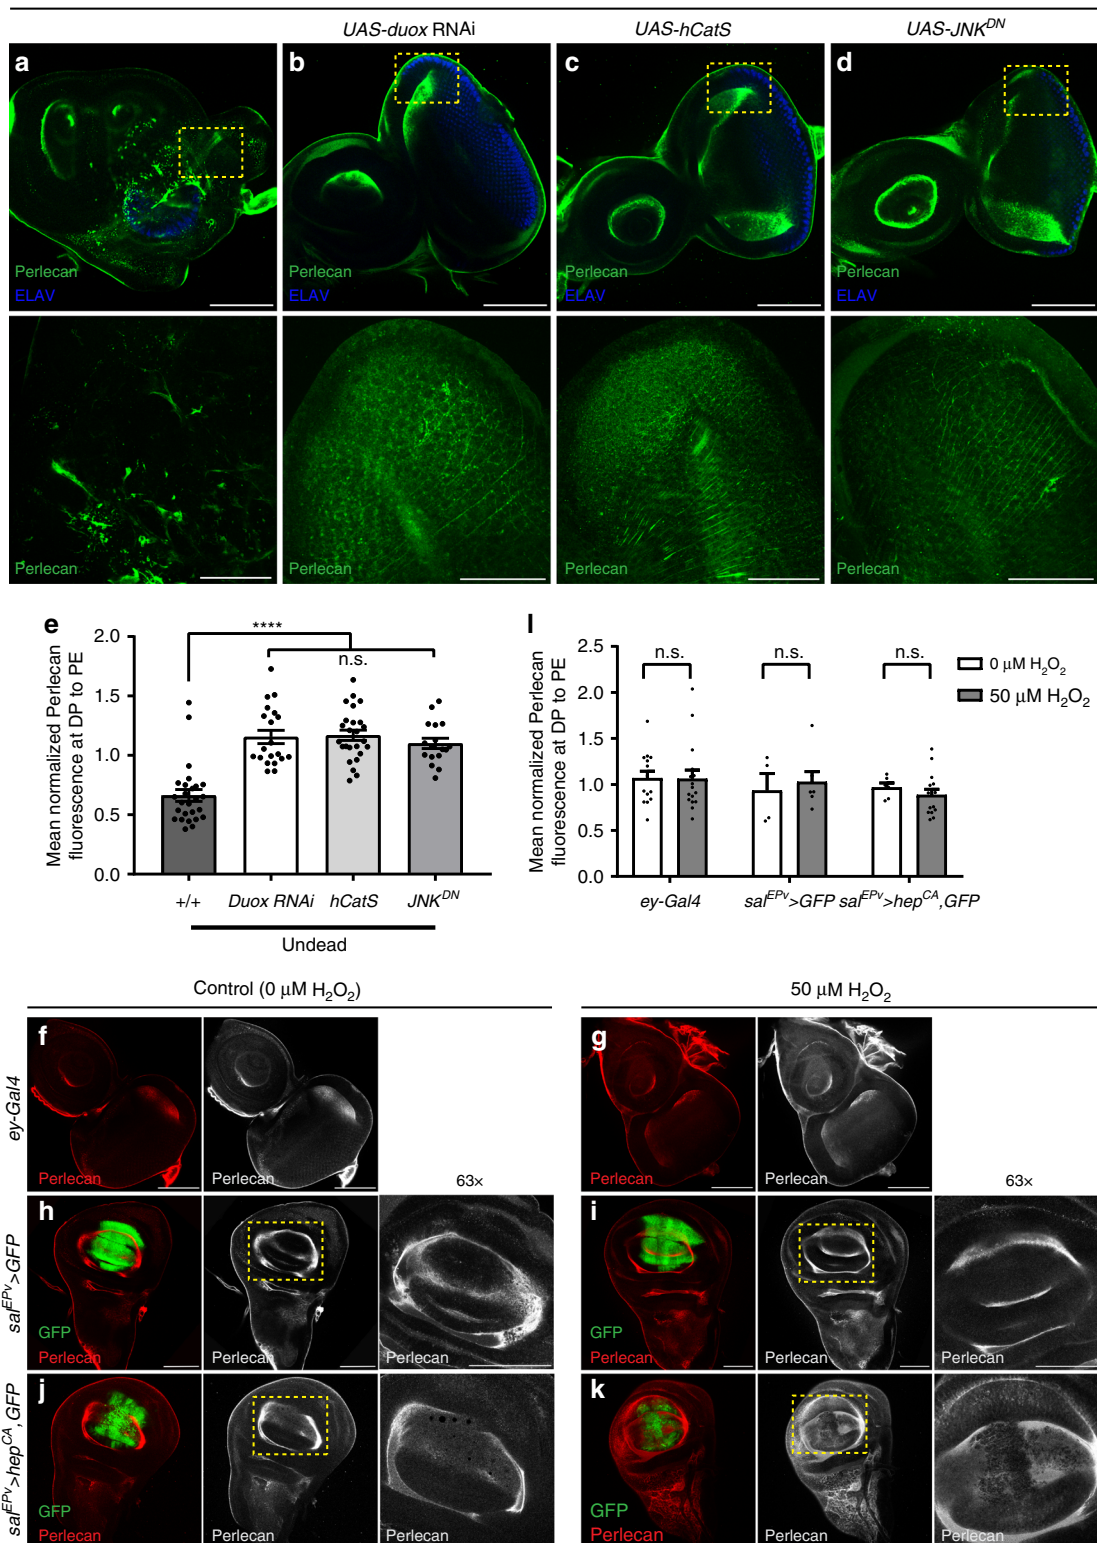 UAS-duox RNAi
UAS-hCatS
UAS-JNK^DN
a
b
c
d
Perlecan
ELAV
Perlecan
ELAV
Perlecan
ELAV
Perlecan
ELAV
Perlecan
Perlecan
Perlecan
Perlecan
e
Mean normalized Perlecan
fluorescence at DP to PE
2.0
1.5
1.0
0.5
0.0
****
n.s.
+/+
Duox RNAi
hCatS
JNK^DN
Undead
l
Mean normalized Perlecan
fluorescence at DP to PE
2.5
2.0
1.5
1.0
0.5
0.0
n.s.
n.s.
n.s.
0 μM H₂O₂
50 μM H₂O₂
ey-Gal4
sal^EPv>GFP
sal^EPv>hep^CA,GFP
Control (0 μM H₂O₂)
50 μM H₂O₂
ey-Gal4
f
Perlecan
Perlecan
g
Perlecan
Perlecan
63×
63×
sal^EPv>GFP
h
GFP
Perlecan
Perlecan
Perlecan
i
GFP
Perlecan
Perlecan
Perlecan
sal^EPv>hep^CA,GFP
j
GFP
Perlecan
Perlecan
Perlecan
k
GFP
Perlecan
Perlecan
Perlecan